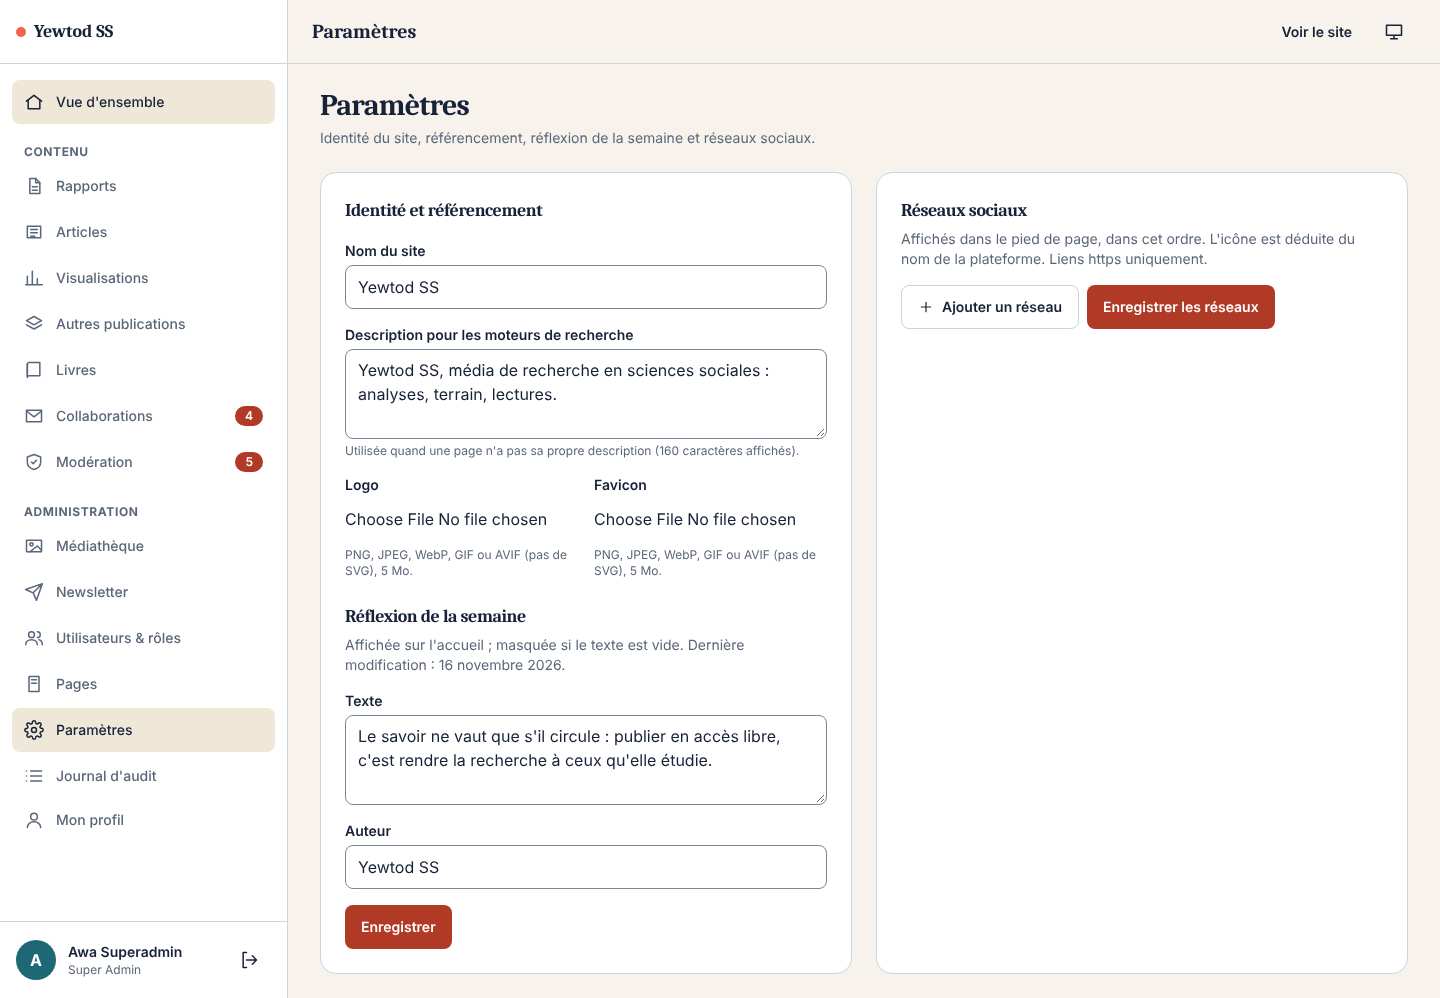 Yewtod SS
Vue d'ensemble
CONTENU
Rapports
Articles
Visualisations
Autres publications
Livres
Collaborations 4
Modération 5
ADMINISTRATION
Médiathèque
Newsletter
Utilisateurs & rôles
Pages
Paramètres
Journal d'audit
Mon profil
A
Awa Superadmin
Super Admin
Paramètres
Voir le site
Paramètres
Identité du site, référencement, réflexion de la semaine et réseaux sociaux.
Identité et référencement
Nom du site
Yewtod SS
Description pour les moteurs de recherche
Yewtod SS, média de recherche en sciences sociales :
analyses, terrain, lectures.
Utilisée quand une page n'a pas sa propre description (160 caractères affichés).
Logo
Choose File No file chosen
PNG, JPEG, WebP, GIF ou AVIF (pas de
SVG), 5 Mo.
Favicon
Choose File No file chosen
PNG, JPEG, WebP, GIF ou AVIF (pas de
SVG), 5 Mo.
Réflexion de la semaine
Affichée sur l'accueil ; masquée si le texte est vide. Dernière
modification : 16 novembre 2026.
Texte
Le savoir ne vaut que s'il circule : publier en accès libre,
c'est rendre la recherche à ceux qu'elle étudie.
Auteur
Yewtod SS
Enregistrer
Réseaux sociaux
Affichés dans le pied de page, dans cet ordre. L'icône est déduite du
nom de la plateforme. Liens https uniquement.
Ajouter un réseau
Enregistrer les réseaux